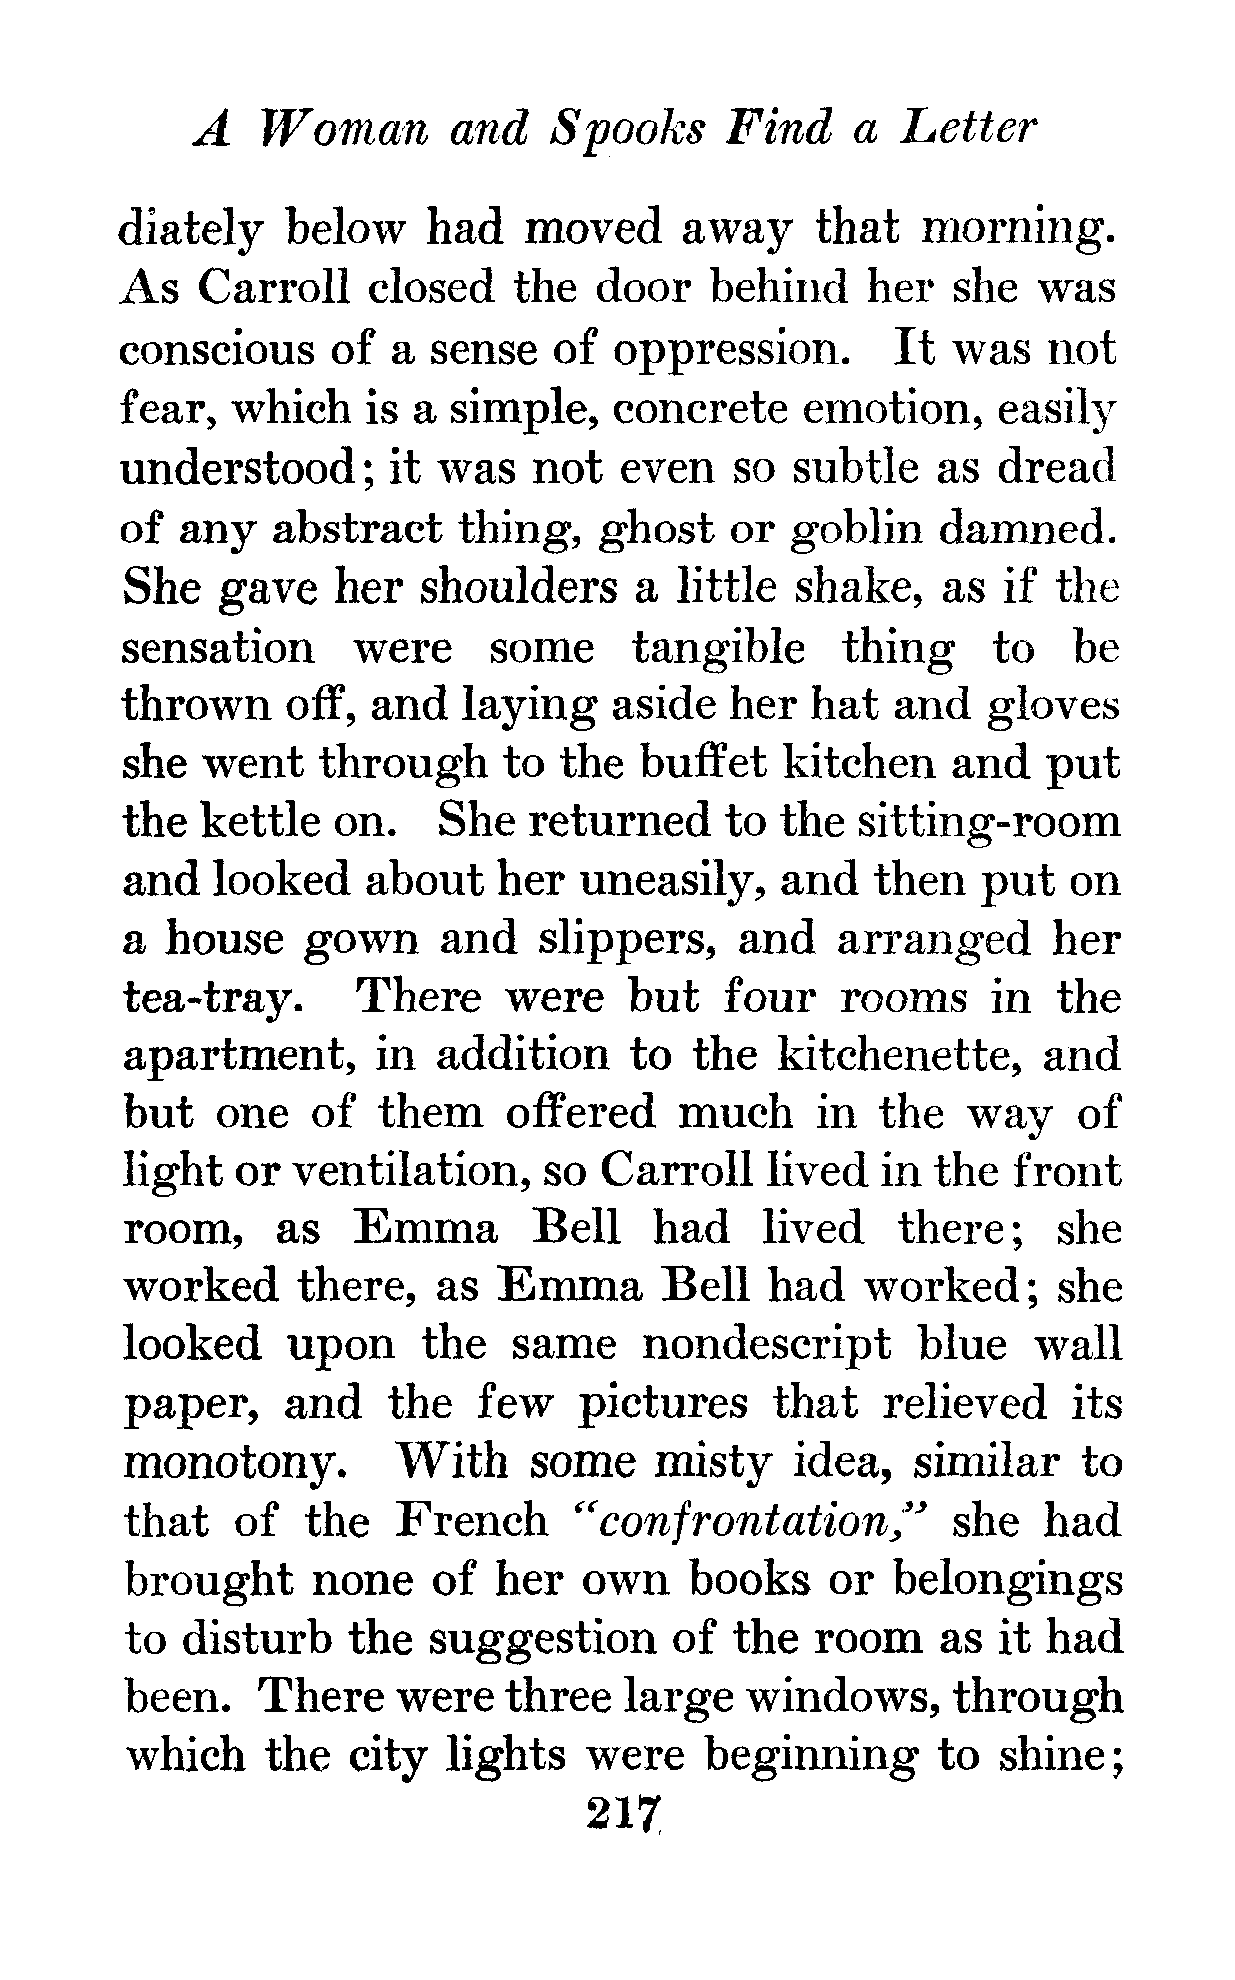 A Woman and Spooks Find a Letter
diately below had moved away that morning.
As Carroll closed the door behind her she was
conscious of a sense of oppression. It was not
fear, which is a simple, concrete emotion, easily
understood; it was not even so subtle as dread
of any abstract thing, ghost or goblin damned.
She gave her shoulders a little shake, as if the
sensation were some tangible thing to be
thrown off, and laying aside her hat and gloves
she went through to the buffet kitchen and put
the kettle on. She returned to the sitting-room
and looked about her uneasily, and then put on
a house gown and slippers, and arranged her
tea-tray. There were but four rooms in the
apartment, in addition to the kitchenette, and
but one of them offered much in the way of
light or ventilation, so Carroll lived in the front
room, as Emma Bell had lived there; she
worked there, as Emma Bell had worked; she
looked upon the same nondescript blue wall
paper, and the few pictures that relieved its
monotony. With some misty idea, similar to
that of the French "confrontation," she had
brought none of her own books or belongings
to disturb the suggestion of the room as it had
been. There were three large windows, through
which the city lights were beginning to shine;
217